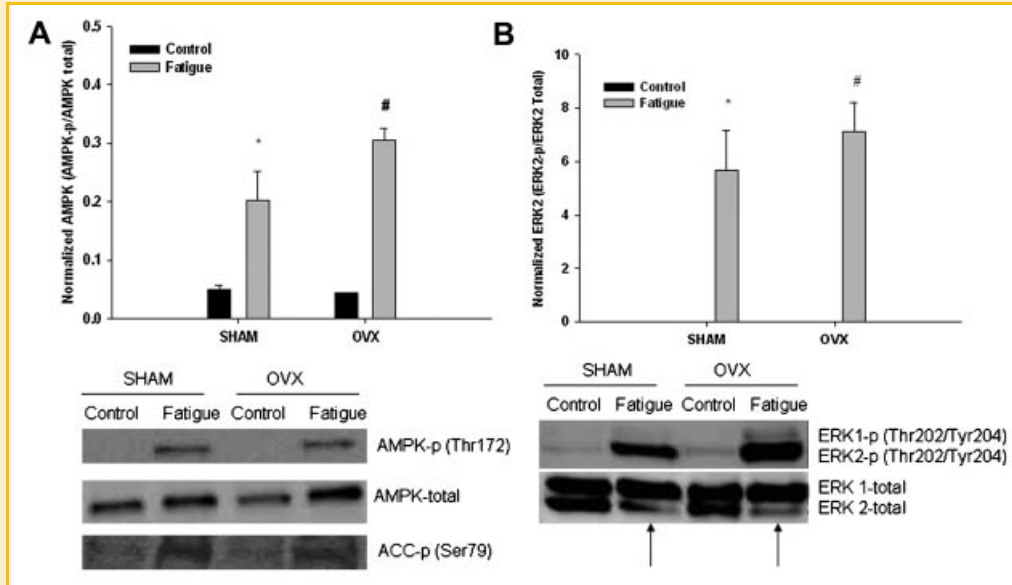 A
Normalized AMPK (AMPK-p/AMPK total)
0.5
0.4
0.3
0.2
0.1
0.0
Control
Fatigue
*
#
SHAM
OVX
SHAM OVX
Control Fatigue Control Fatigue
AMPK-p (Thr172)
AMPK-total
ACC-p (Ser79)
B
Normalized ERK2 (ERK2-p/ERK2 Total)
10
8
6
4
2
0
Control
Fatigue
*
#
SHAM
OVX
SHAM OVX
Control Fatigue Control Fatigue
ERK1-p (Thr202/Tyr204)
ERK2-p (Thr202/Tyr204)
ERK 1-total
ERK 2-total